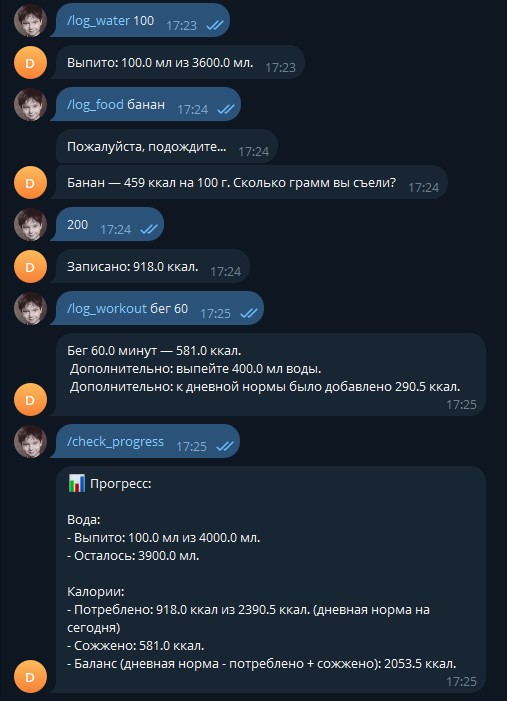 /log_water 100 17:23
D
Выпито: 100.0 мл из 3600.0 мл. 17:23
/log_food банан 17:24
Пожалуйста, подождите... 17:24
D
Банан — 459 ккал на 100 г. Сколько грамм вы съели? 17:24
200 17:24
D
Записано: 918.0 ккал. 17:24
/log_workout бег 60 17:25
Бег 60.0 минут — 581.0 ккал.
Дополнительно: выпейте 400.0 мл воды.
Дополнительно: к дневной нормы было добавлено 290.5 ккал.
D
17:25
/check_progress 17:25
Прогресс:
Вода:
- Выпито: 100.0 мл из 4000.0 мл.
- Осталось: 3900.0 мл.
Калории:
- Потреблено: 918.0 ккал из 2390.5 ккал. (дневная норма на
сегодня)
- Сожжено: 581.0 ккал.
- Баланс (дневная норма - потреблено + сожжено): 2053.5 ккал.
D
17:25